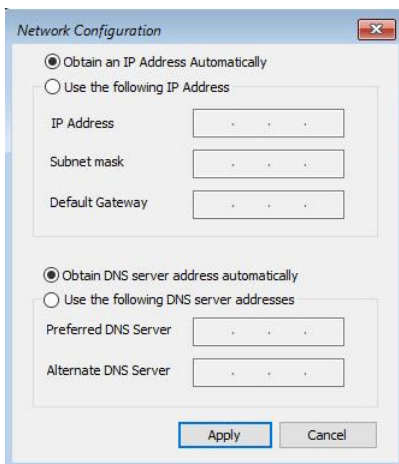 Network Configuration
Obtain an IP Address Automatically
Use the following IP Address
IP Address . . .
Subnet mask . . .
Default Gateway . . .
Obtain DNS server address automatically
Use the following DNS server addresses
Preferred DNS Server . . .
Alternate DNS Server . . .
Apply Cancel